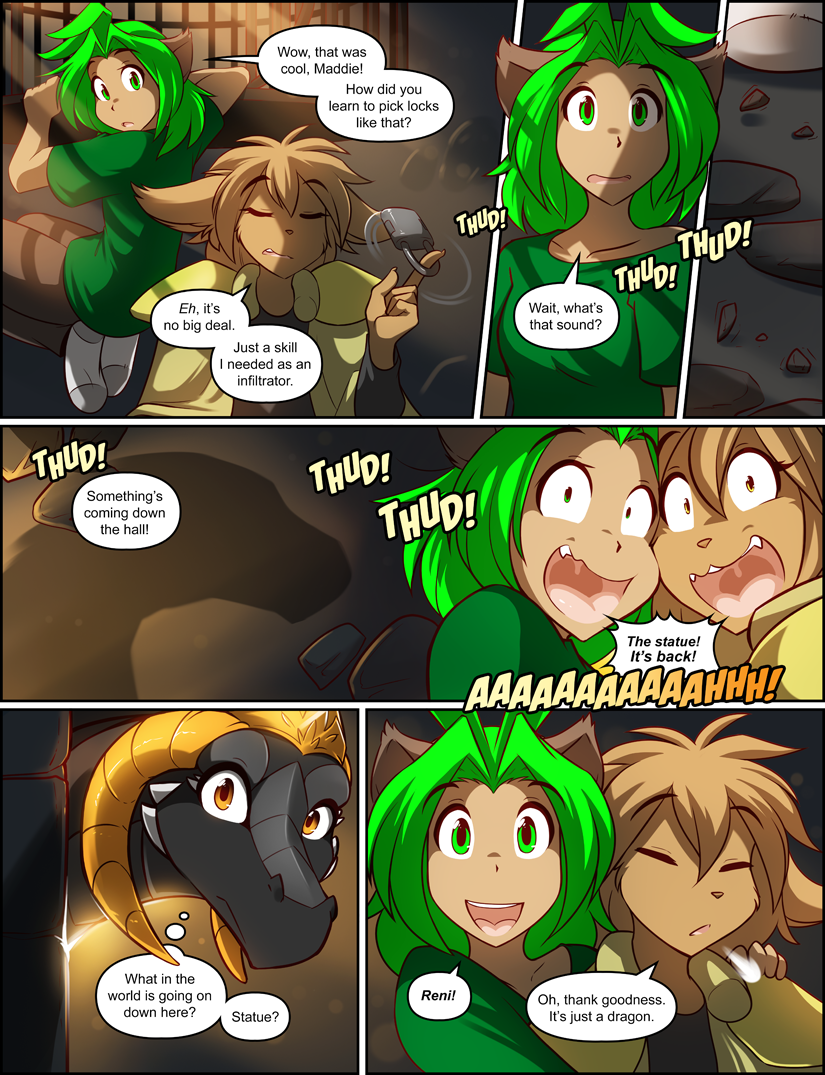 Wow, that was
cool, Maddie!
How did you
learn to pick locks
like that?
Eh, it's
no big deal.
Just a skill
I needed as an
infiltrator.
THUD!
Wait, what's
that sound?
THUD!
THUD!
THUD!
Something's
coming down
the hall!
THUD!
THUD!
The statue!
It's back!
AAAAAAAAAAAHHH!
What in the
world is going on
down here?
Statue?
Reni!
Oh, thank goodness.
It's just a dragon.